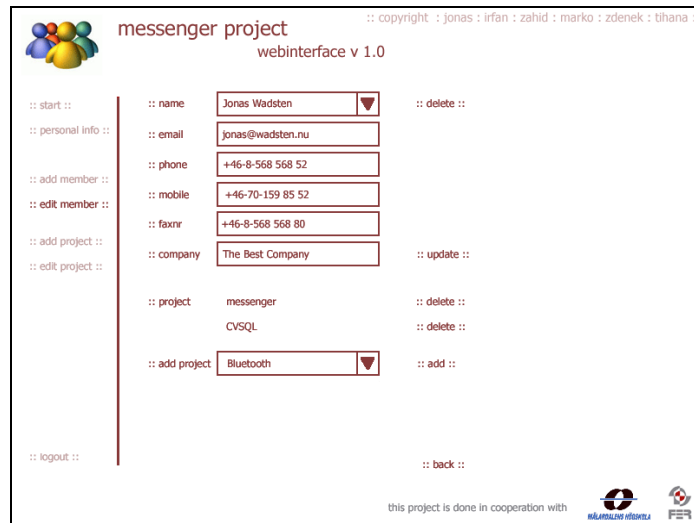 :: copyright : jonas : irfan : zahid : marko : zdenek : tihana :
messenger project
webinterface v 1.0
:: start ::
:: personal info ::
:: add member ::
:: edit member ::
:: add project ::
:: edit project ::
:: logout ::
:: name Jonas Wadsten :: delete ::
:: email jonas@wadsten.nu
:: phone +46-8-568 568 52
:: mobile +46-70-159 85 52
:: faxnr +46-8-568 568 80
:: company The Best Company :: update ::
:: project messenger :: delete ::
CVSQL :: delete ::
:: add project Bluetooth :: add ::
:: back ::
this project is done in cooperation with
MÄLARDALENS HÖGSKOLA
FER